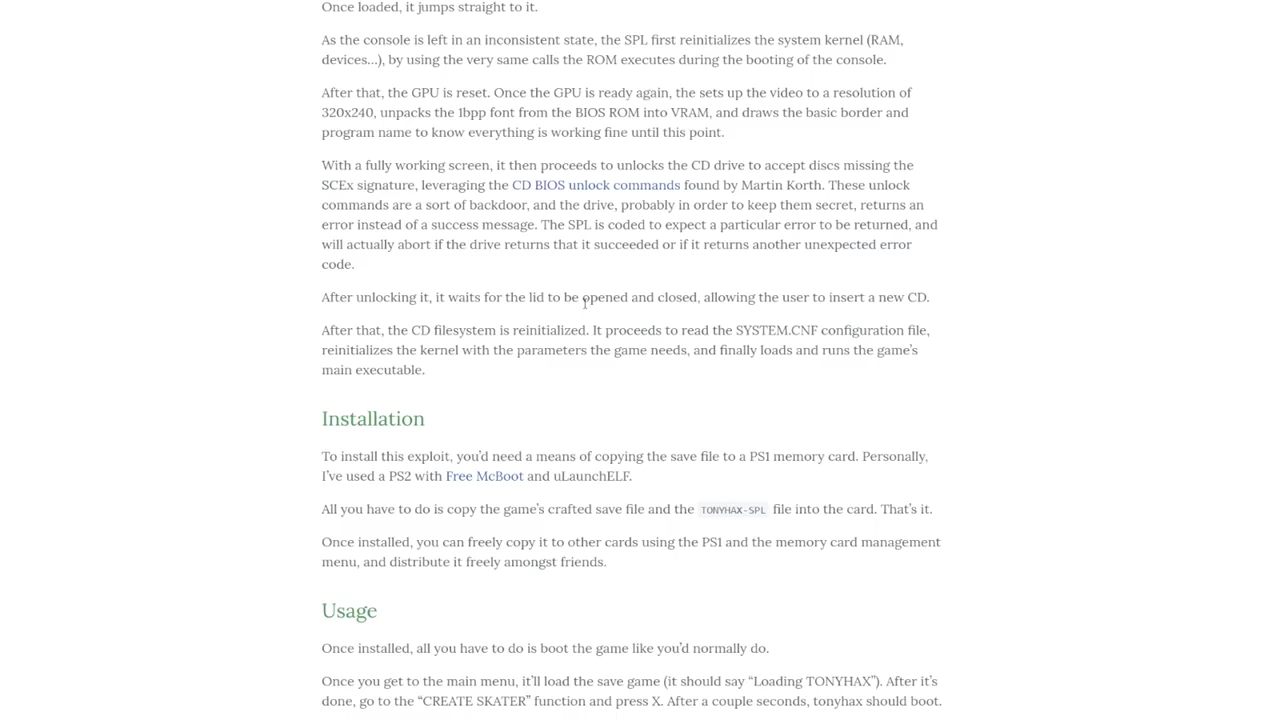 Once loaded, it jumps straight to it.
As the console is left in an inconsistent state, the SPL first reinitializes the system kernel (RAM,
devices...), by using the very same calls the ROM executes during the booting of the console.
After that, the GPU is reset. Once the GPU is ready again, the sets up the video to a resolution of
320x240, unpacks the 1bpp font from the BIOS ROM into VRAM, and draws the basic border and
program name to know everything is working fine until this point.
With a fully working screen, it then proceeds to unlocks the CD drive to accept discs missing the
SCEx signature, leveraging the CD BIOS unlock commands found by Martin Korth. These unlock
commands are a sort of backdoor, and the drive, probably in order to keep them secret, returns an
error instead of a success message. The SPL is coded to expect a particular error to be returned, and
will actually abort if the drive returns that it succeeded or if it returns another unexpected error
code.
After unlocking it, it waits for the lid to be opened and closed, allowing the user to insert a new CD.
After that, the CD filesystem is reinitialized. It proceeds to read the SYSTEM.CNF configuration file,
reinitializes the kernel with the parameters the game needs, and finally loads and runs the game's
main executable.
Installation
To install this exploit, you'd need a means of copying the save file to a PS1 memory card. Personally,
I've used a PS2 with Free McBoot and uLaunchELF.
All you have to do is copy the game's crafted save file and the TONYHAX-SPL file into the card. That's it.
Once installed, you can freely copy it to other cards using the PS1 and the memory card management
menu, and distribute it freely amongst friends.
Usage
Once installed, all you have to do is boot the game like you'd normally do.
Once you get to the main menu, it'll load the save game (it should say “Loading TONYHAX”). After it's
done, go to the “CREATE SKATER” function and press X. After a couple seconds, tonyhax should boot.